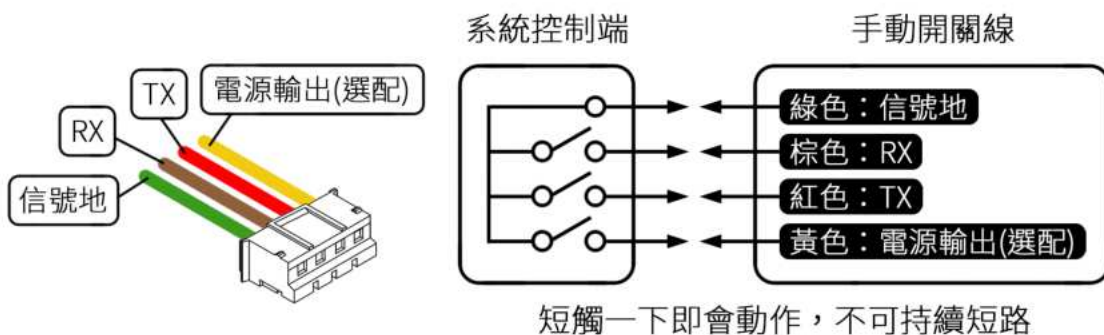 系統控制端
手動開關線
電源輸出(選配)
TX
RX
信號地
綠色：信號地
棕色：RX
紅色：TX
黃色：電源輸出(選配)
短觸一下即會動作，不可持續短路